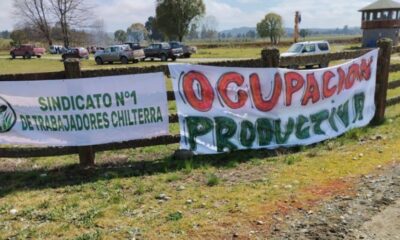 SINDICATO N°1
DE TRABAJADORES CHILTERRA
OCUPACION
PRODUCTIVA